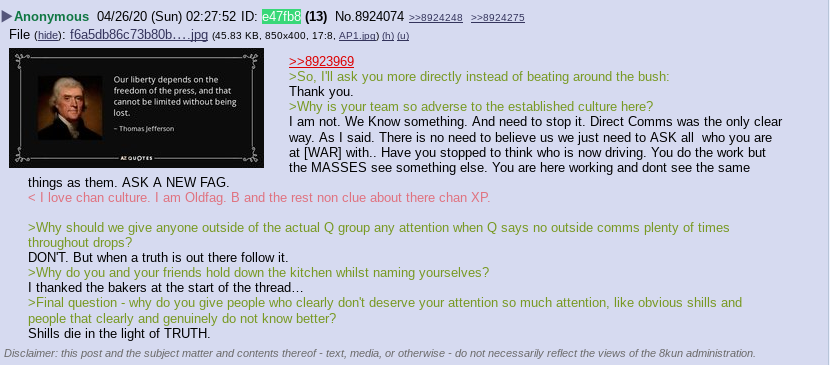 Anonymous 04/26/20 (Sun) 02:27:52 ID: e47fb8 (13) No.8924074 >>8924248 >>8924275
File (hide): f6a5db86c73b80b….jpg (45.83 KB, 850x400, 17:8, AP1.jpg) (h) (u)
Our liberty depends on the
freedom of the press, and that
cannot be limited without being
lost.
~ Thomas Jefferson
AZ QUOTES
>>8923969
>So, I'll ask you more directly instead of beating around the bush:
Thank you.
>Why is your team so adverse to the established culture here?
I am not. We Know something. And need to stop it. Direct Comms was the only clear
way. As I said. There is no need to believe us we just need to ASK all who you are
at [WAR] with.. Have you stopped to think who is now driving. You do the work but
the MASSES see something else. You are here working and dont see the same
things as them. ASK A NEW FAG.
< I love chan culture. I am Oldfag. B and the rest non clue about there chan XP.
>Why should we give anyone outside of the actual Q group any attention when Q says no outside comms plenty of times
throughout drops?
DON'T. But when a truth is out there follow it.
>Why do you and your friends hold down the kitchen whilst naming yourselves?
I thanked the bakers at the start of the thread…
>Final question - why do you give people who clearly don't deserve your attention so much attention, like obvious shills and
people that clearly and genuinely do not know better?
Shills die in the light of TRUTH.
Disclaimer: this post and the subject matter and contents thereof - text, media, or otherwise - do not necessarily reflect the views of the 8kun administration.